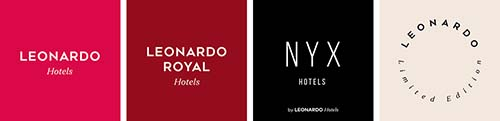 LEONARDO
Hotels
LEONARDO
ROYAL
Hotels
NYX
HOTELS
by LEONARDO Hotels
LEONARDO
Limited Edition